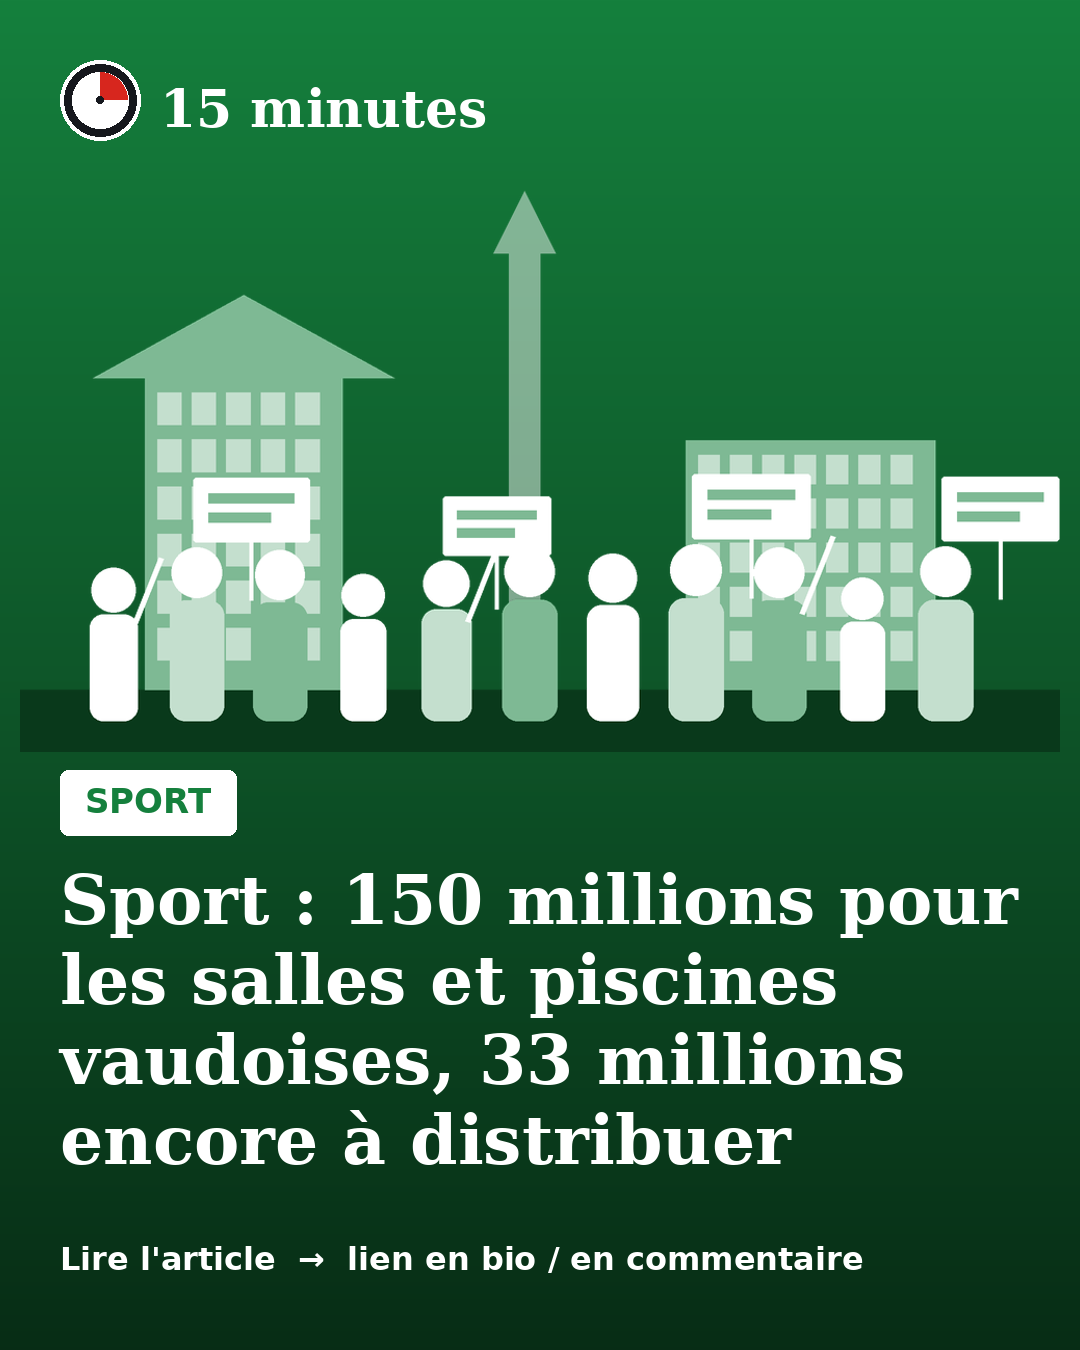 15 minutes
SPORT
Sport : 150 millions pour
les salles et piscines
vaudoises, 33 millions
encore à distribuer
Lire l'article → lien en bio / en commentaire